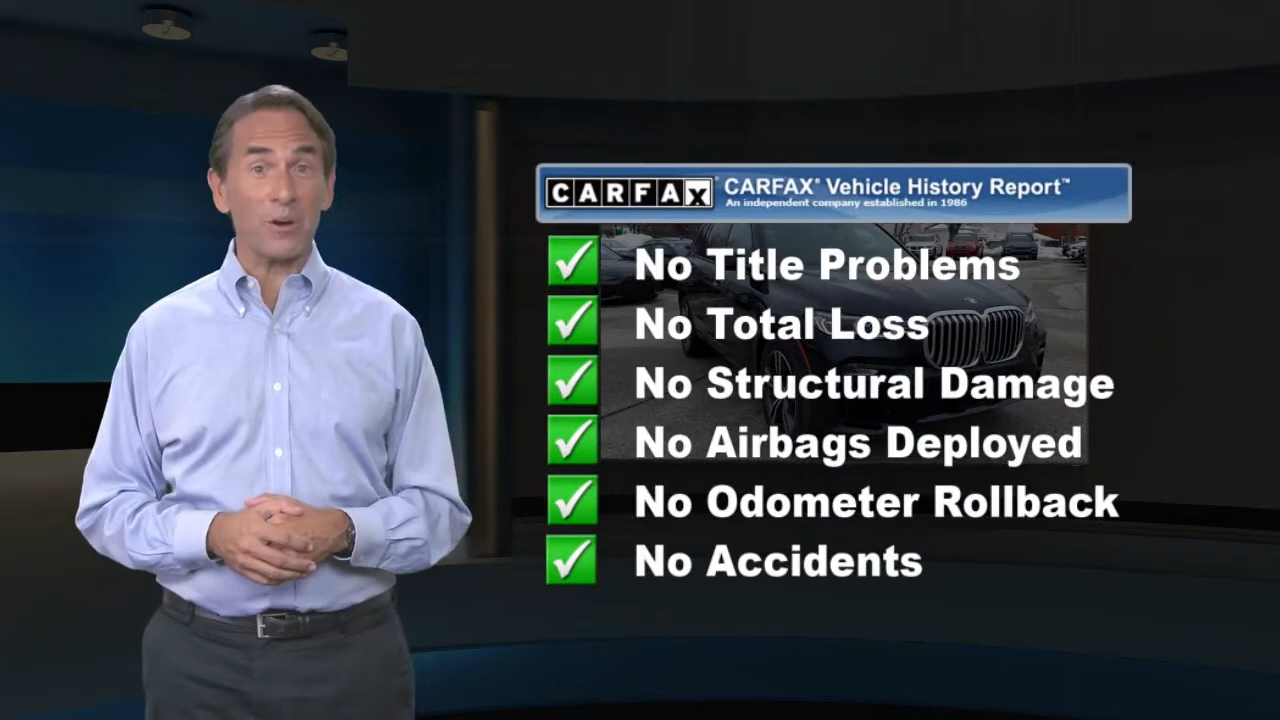 CARFAX® CARFAX® Vehicle History Report™
An independent company established in 1986
No Title Problems
No Total Loss
No Structural Damage
No Airbags Deployed
No Odometer Rollback
No Accidents